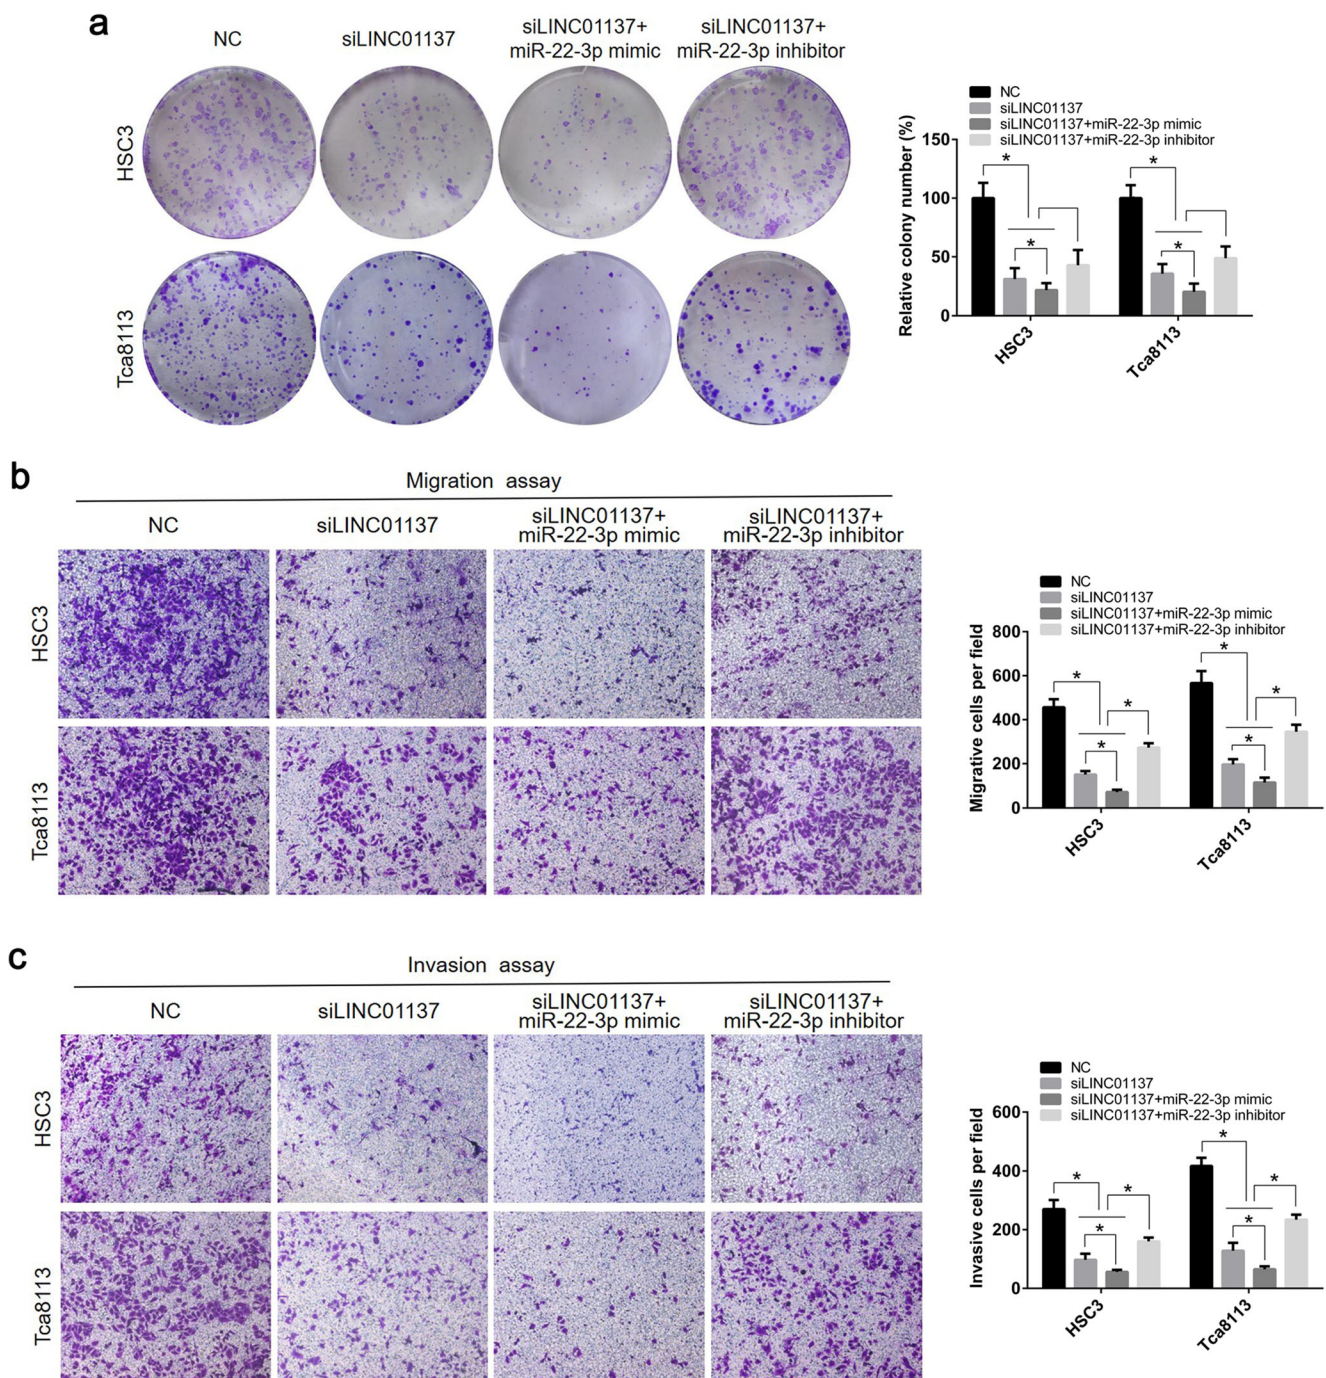 a
NC
siLINC01137
siLINC01137+
miR-22-3p mimic
siLINC01137+
miR-22-3p inhibitor
HSC3
Tca8113
NC
siLINC01137
siLINC01137+miR-22-3p mimic
siLINC01137+miR-22-3p inhibitor
Relative colony number (%)
150
100
50
0
*
*
*
*
HSC3
Tca8113
b
Migration assay
NC
siLINC01137
siLINC01137+
miR-22-3p mimic
siLINC01137+
miR-22-3p inhibitor
HSC3
Tca8113
NC
siLINC01137
siLINC01137+miR-22-3p mimic
siLINC01137+miR-22-3p inhibitor
Migrative cells per field
800
600
400
200
0
*
*
*
*
*
*
HSC3
Tca8113
c
Invasion assay
NC
siLINC01137
siLINC01137+
miR-22-3p mimic
siLINC01137+
miR-22-3p inhibitor
HSC3
Tca8113
NC
siLINC01137
siLINC01137+miR-22-3p mimic
siLINC01137+miR-22-3p inhibitor
Invasive cells per field
600
400
200
0
*
*
*
*
*
*
HSC3
Tca8113